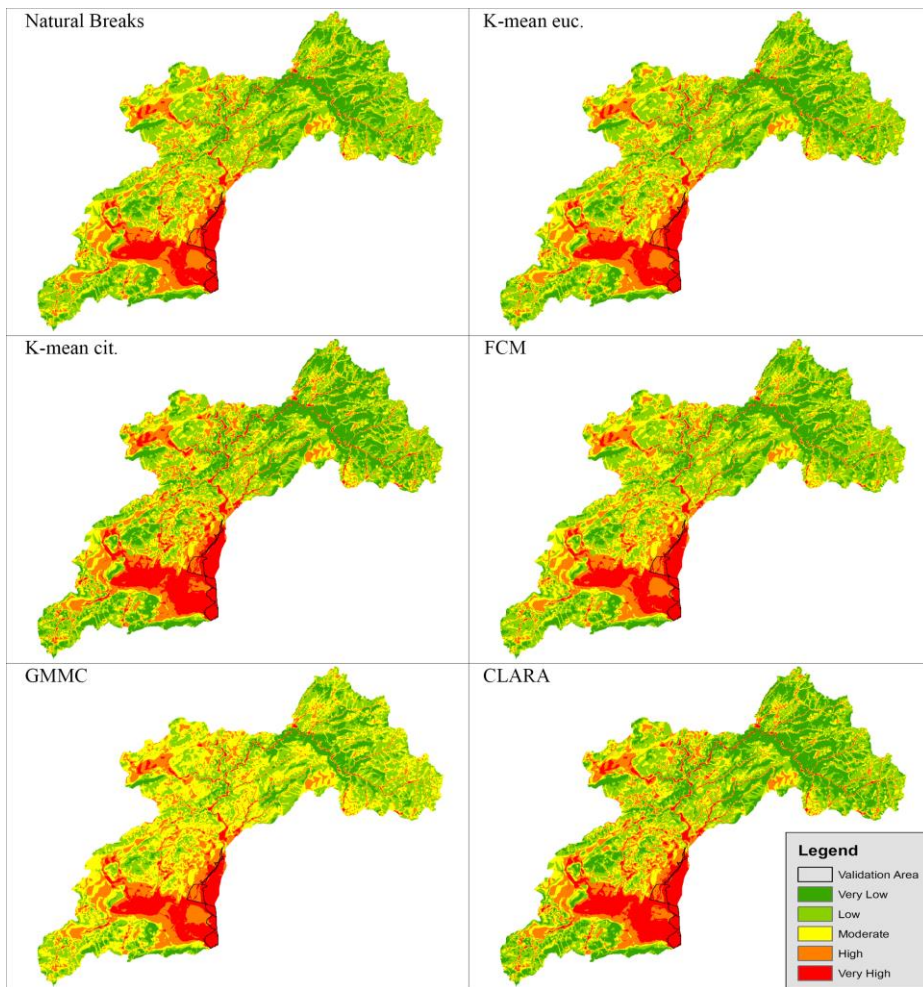 Natural Breaks
K-mean euc.
K-mean cit.
FCM
GMMC
CLARA
Legend
Validation Area
Very Low
Low
Moderate
High
Very High